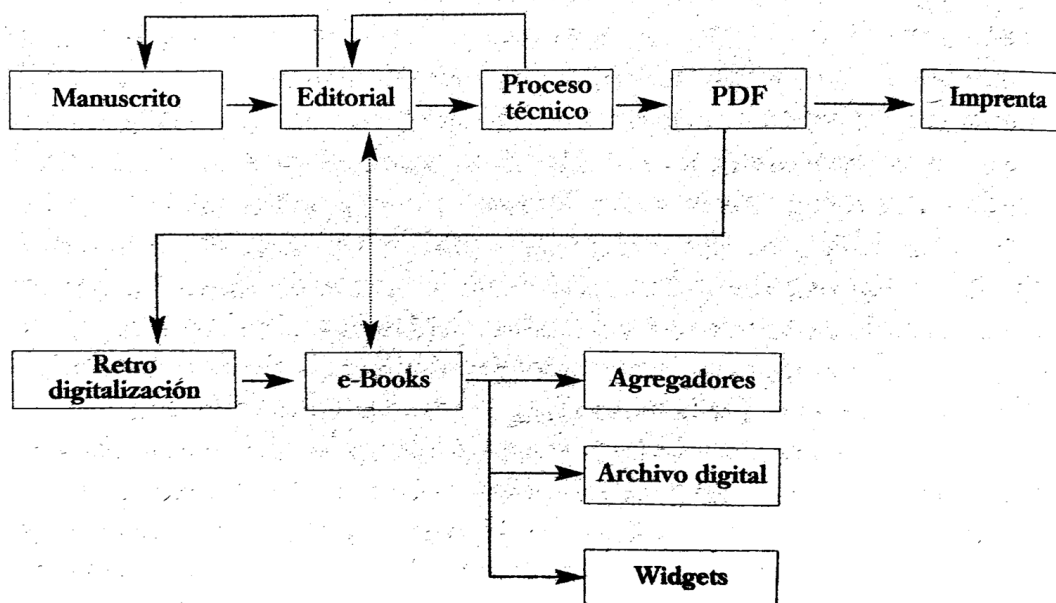 Manuscrito
Editorial
Proceso
técnico
PDF
Imprenta
Retro
digitalización
e-Books
Agregadores
Archivo digital
Widgets